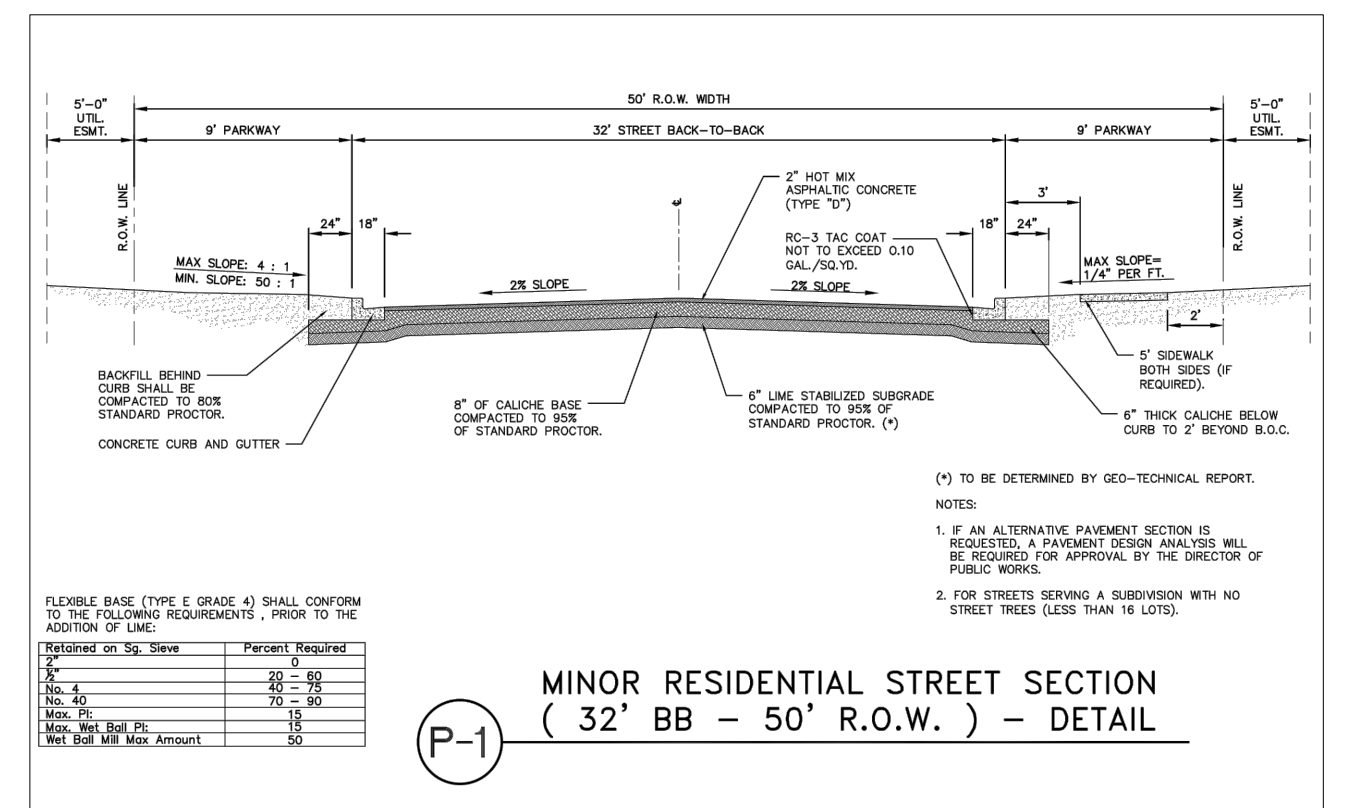 50' R.O.W. WIDTH
5'-0"
UTIL.
ESMT.
9' PARKWAY
32' STREET BACK-TO-BACK
9' PARKWAY
5'-0"
UTIL.
ESMT.
R.O.W. LINE
R.O.W. LINE
2" HOT MIX
ASPHALTIC CONCRETE
(TYPE "D")
3'
24"
18"
18"
24"
RC-3 TAC COAT
NOT TO EXCEED 0.10
GAL./SQ.YD.
MAX SLOPE: 4 : 1
MIN. SLOPE: 50 : 1
MAX SLOPE=
1/4" PER FT.
2% SLOPE
2% SLOPE
2'
BACKFILL BEHIND
CURB SHALL BE
COMPACTED TO 80%
STANDARD PROCTOR.
CONCRETE CURB AND GUTTER
8" OF CALICHE BASE
COMPACTED TO 95%
OF STANDARD PROCTOR.
6" LIME STABILIZED SUBGRADE
COMPACTED TO 95% OF
STANDARD PROCTOR. (*)
5' SIDEWALK
BOTH SIDES (IF
REQUIRED).
6" THICK CALICHE BELOW
CURB TO 2' BEYOND B.O.C.
(*) TO BE DETERMINED BY GEO-TECHNICAL REPORT.
NOTES:
1. IF AN ALTERNATIVE PAVEMENT SECTION IS
REQUESTED, A PAVEMENT DESIGN ANALYSIS WILL
BE REQUIRED FOR APPROVAL BY THE DIRECTOR OF
PUBLIC WORKS.
2. FOR STREETS SERVING A SUBDIVISION WITH NO
STREET TREES (LESS THAN 16 LOTS).
FLEXIBLE BASE (TYPE E GRADE 4) SHALL CONFORM
TO THE FOLLOWING REQUIREMENTS , PRIOR TO THE
ADDITION OF LIME:
Retained on Sg. Sieve Percent Required
2" 0
½" 20 - 60
No. 4 40 - 75
No. 40 70 - 90
Max. PI: 15
Max. Wet Ball PI: 15
Wet Ball Mill Max Amount 50
P-1
MINOR RESIDENTIAL STREET SECTION
( 32' BB - 50' R.O.W. ) - DETAIL